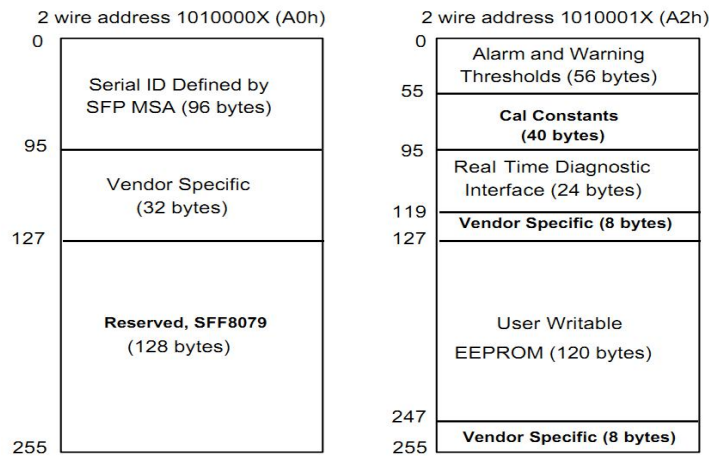 2 wire address 1010000X (A0h)
0
Serial ID Defined by
SFP MSA (96 bytes)
95
Vendor Specific
(32 bytes)
127
Reserved, SFF8079
(128 bytes)
255
2 wire address 1010001X (A2h)
0
Alarm and Warning
Thresholds (56 bytes)
55
Cal Constants
(40 bytes)
95
Real Time Diagnostic
Interface (24 bytes)
119
Vendor Specific (8 bytes)
127
User Writable
EEPROM (120 bytes)
247
Vendor Specific (8 bytes)
255